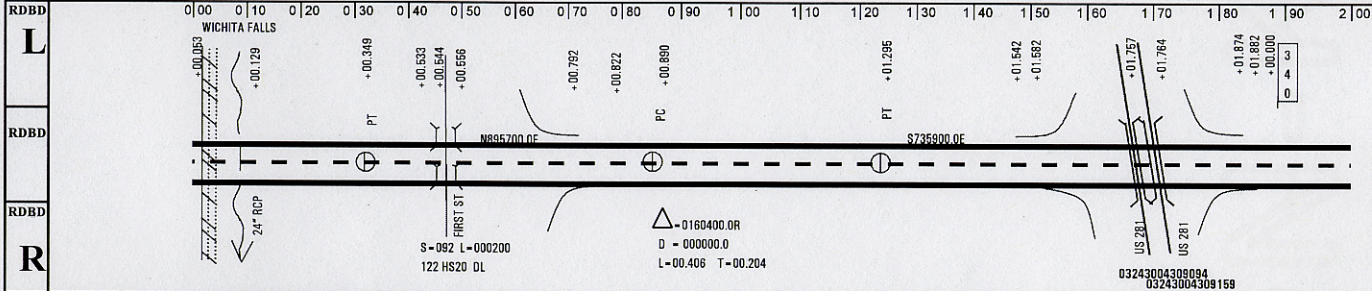 RDBD
L
RDBD
RDBD
R
0|00 0|10 0|20 0|30 0|40 0|50 0|60 0|70 0|80 0|90 1|00 1|10 1|20 1|30 1|40 1|50 1|60 1|70 1|80 1|90 2|00
WICHITA FALLS
+00.053
+00.129
+00.349
+00.533
+00.544
+00.556
+00.792
+00.822
+00.890
+01.295
+01.542
+01.582
+01.757
+01.764
+01.874
+01.882
+00.000
340
PT
PC
PT
N895700.0E
S735900.0E
24" RCP
FIRST ST
S-092 L-000200
122 HS20 DL
△=0160400.0R
D = 000000.0
L=00.406 T=00.204
US 281
US 281
03243004309094
03243004309159